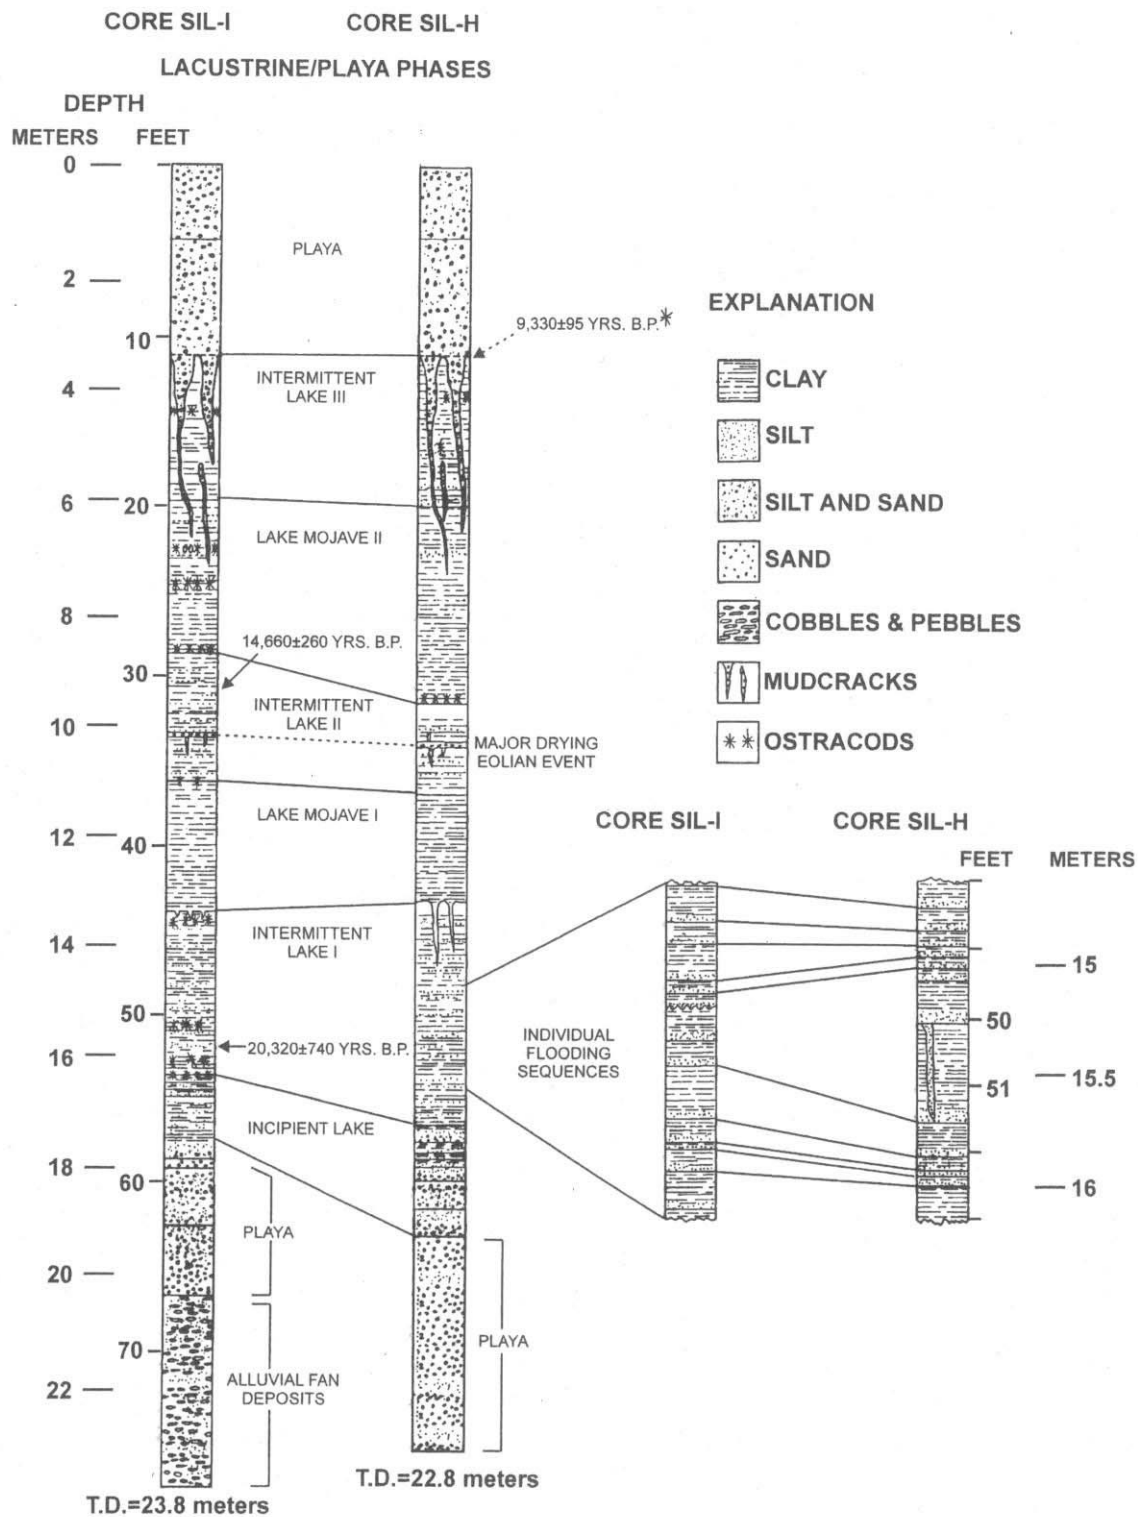 CORE SIL-I
CORE SIL-H
LACUSTRINE/PLAYA PHASES
DEPTH
METERS
FEET
0
2
4
6
8
10
12
14
16
18
20
22
10
20
30
40
50
60
70
PLAYA
9,330±95 YRS. B.P.*
INTERMITTENT
LAKE III
LAKE MOJAVE II
14,660±260 YRS. B.P.
INTERMITTENT
LAKE II
MAJOR DRYING
EOLIAN EVENT
LAKE MOJAVE I
INTERMITTENT
LAKE I
20,320±740 YRS. B.P.
INCIPIENT LAKE
PLAYA
ALLUVIAL FAN
DEPOSITS
PLAYA
T.D.=23.8 meters
T.D.=22.8 meters
EXPLANATION
CLAY
SILT
SILT AND SAND
SAND
COBBLES & PEBBLES
MUDCRACKS
OSTRACODS
CORE SIL-I
CORE SIL-H
FEET
METERS
INDIVIDUAL
FLOODING
SEQUENCES
50
51
15
15.5
16